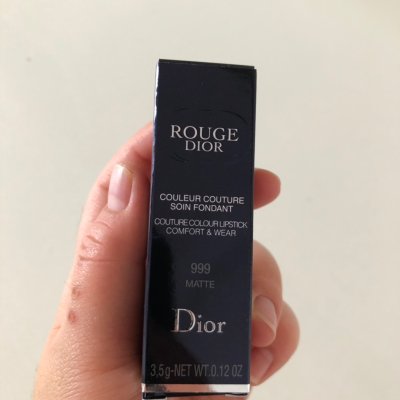 ROUGE
DIOR
COULEUR COUTURE
SOIN FONDANT
COUTURE COLOUR LIPSTICK
COMFORT & WEAR
999
MATTE
Dior
3,5g-NET WT.0.12 OZ